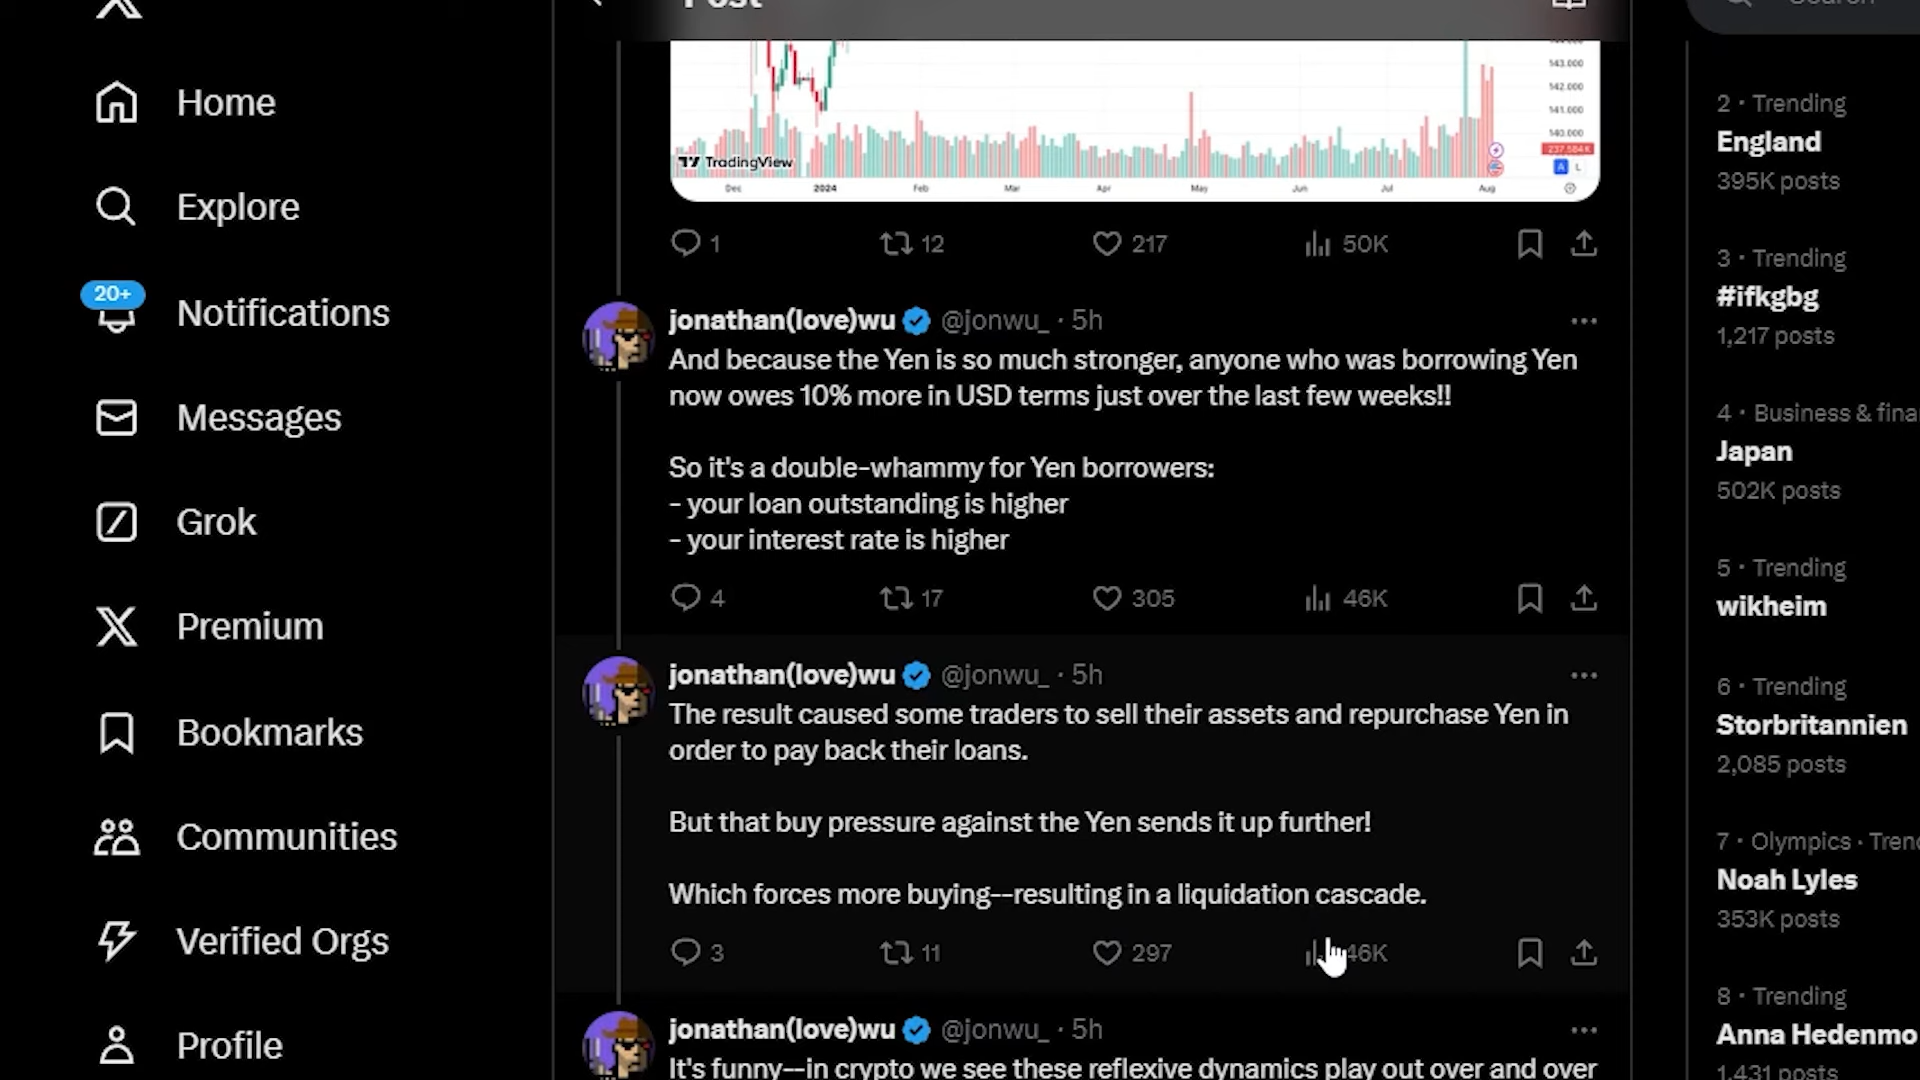 Post
Search
Home
Explore
20+
Notifications
Messages
Grok
Premium
Bookmarks
Communities
Verified Orgs
Profile
143.000
142.000
141.000
140.000
237.584K
A L
TradingView
Dec 2024 Feb Mar Apr May Jun Jul Aug
1 12 217 50K
jonathan(love)wu @jonwu_ · 5h
And because the Yen is so much stronger, anyone who was borrowing Yen
now owes 10% more in USD terms just over the last few weeks!!
So it's a double-whammy for Yen borrowers:
- your loan outstanding is higher
- your interest rate is higher
4 17 305 46K
jonathan(love)wu @jonwu_ · 5h
The result caused some traders to sell their assets and repurchase Yen in
order to pay back their loans.
But that buy pressure against the Yen sends it up further!
Which forces more buying--resulting in a liquidation cascade.
3 11 297 46K
jonathan(love)wu @jonwu_ · 5h
It's funny--in crypto we see these reflexive dynamics play out over and over
2 · Trending
England
395K posts
3 · Trending
#ifkgbg
1,217 posts
4 · Business & fina
Japan
502K posts
5 · Trending
wikheim
6 · Trending
Storbritannien
2,085 posts
7 · Olympics · Tren
Noah Lyles
353K posts
8 · Trending
Anna Hedenmo
1,431 posts